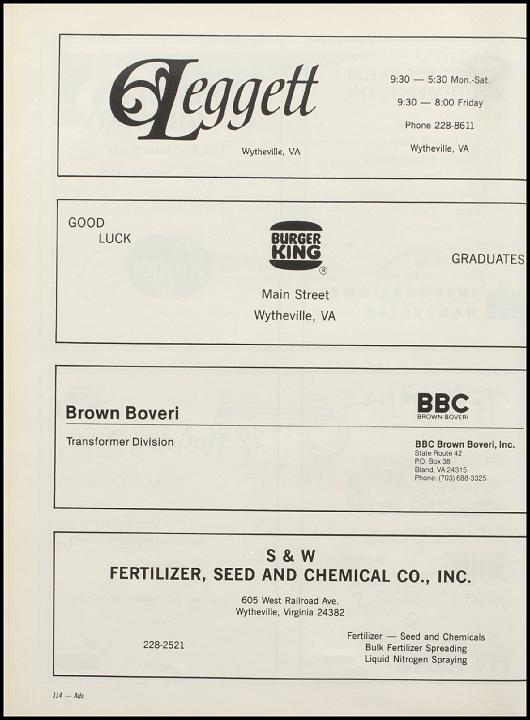 Leggett
Wytheville, VA
9:30 — 5:30 Mon.-Sat.
9:30 — 8:00 Friday
Phone 228-8611
Wytheville, VA
GOOD
LUCK
BURGER
KING
®
Main Street
Wytheville, VA
GRADUATES
Brown Boveri
Transformer Division
BBC
BROWN BOVERI
BBC Brown Boveri, Inc.
State Route 42
P.O. Box 38
Bland, VA 24315
Phone: (703) 688-3325
S & W
FERTILIZER, SEED AND CHEMICAL CO., INC.
605 West Railroad Ave.
Wytheville, Virginia 24382
228-2521
Fertilizer — Seed and Chemicals
Bulk Fertilizer Spreading
Liquid Nitrogen Spraying
114 — Ads